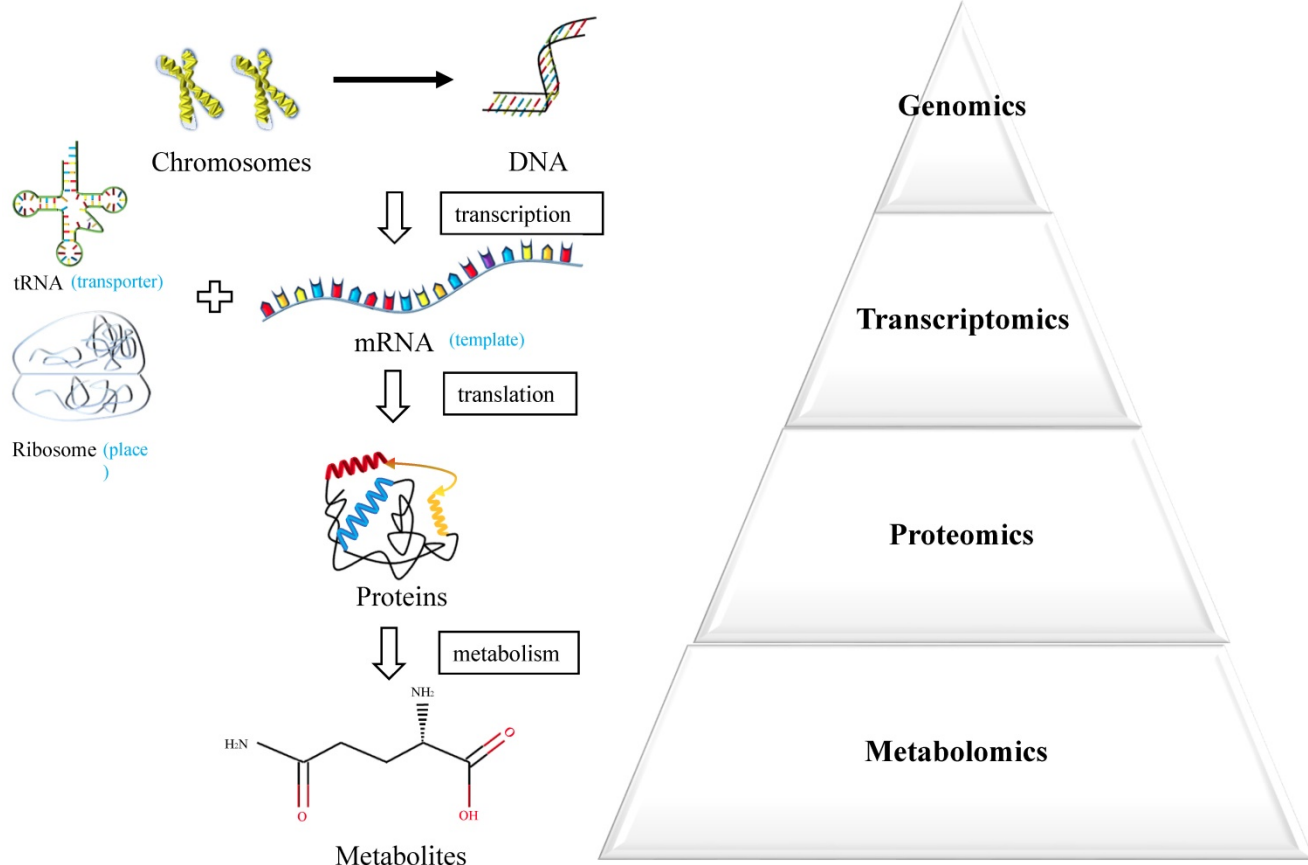 Chromosomes
DNA
transcription
tRNA (transporter)
mRNA (template)
Ribosome (place
)
translation
Proteins
metabolism
NH₂
H₂N
O
O
OH
Metabolites
Genomics
Transcriptomics
Proteomics
Metabolomics